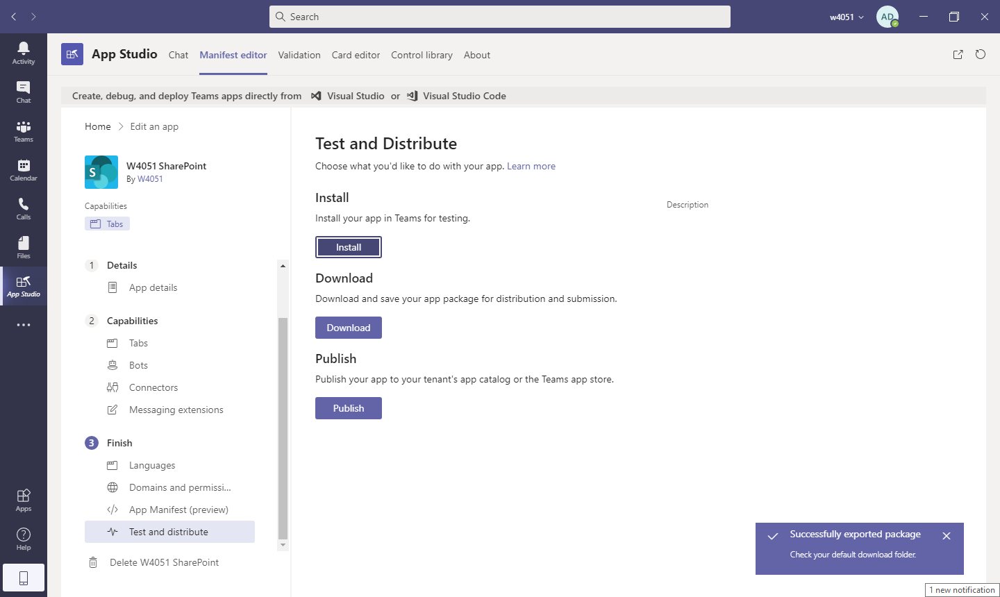 Search
w4051
AD
Activity
Chat
Teams
Calendar
Calls
Files
App Studio
Apps
Help
App Studio
Chat
Manifest editor
Validation
Card editor
Control library
About
Create, debug, and deploy Teams apps directly from Visual Studio or Visual Studio Code
Home > Edit an app
S
W4051 SharePoint
By W4051
Capabilities
Tabs
1 Details
App details
2 Capabilities
Tabs
Bots
Connectors
Messaging extensions
3 Finish
Languages
Domains and permissi...
App Manifest (preview)
Test and distribute
Delete W4051 SharePoint
Test and Distribute
Choose what you'd like to do with your app. Learn more
Install
Install your app in Teams for testing.
Install
Description
Download
Download and save your app package for distribution and submission.
Download
Publish
Publish your app to your tenant's app catalog or the Teams app store.
Publish
Successfully exported package
Check your default download folder.
1 new notification